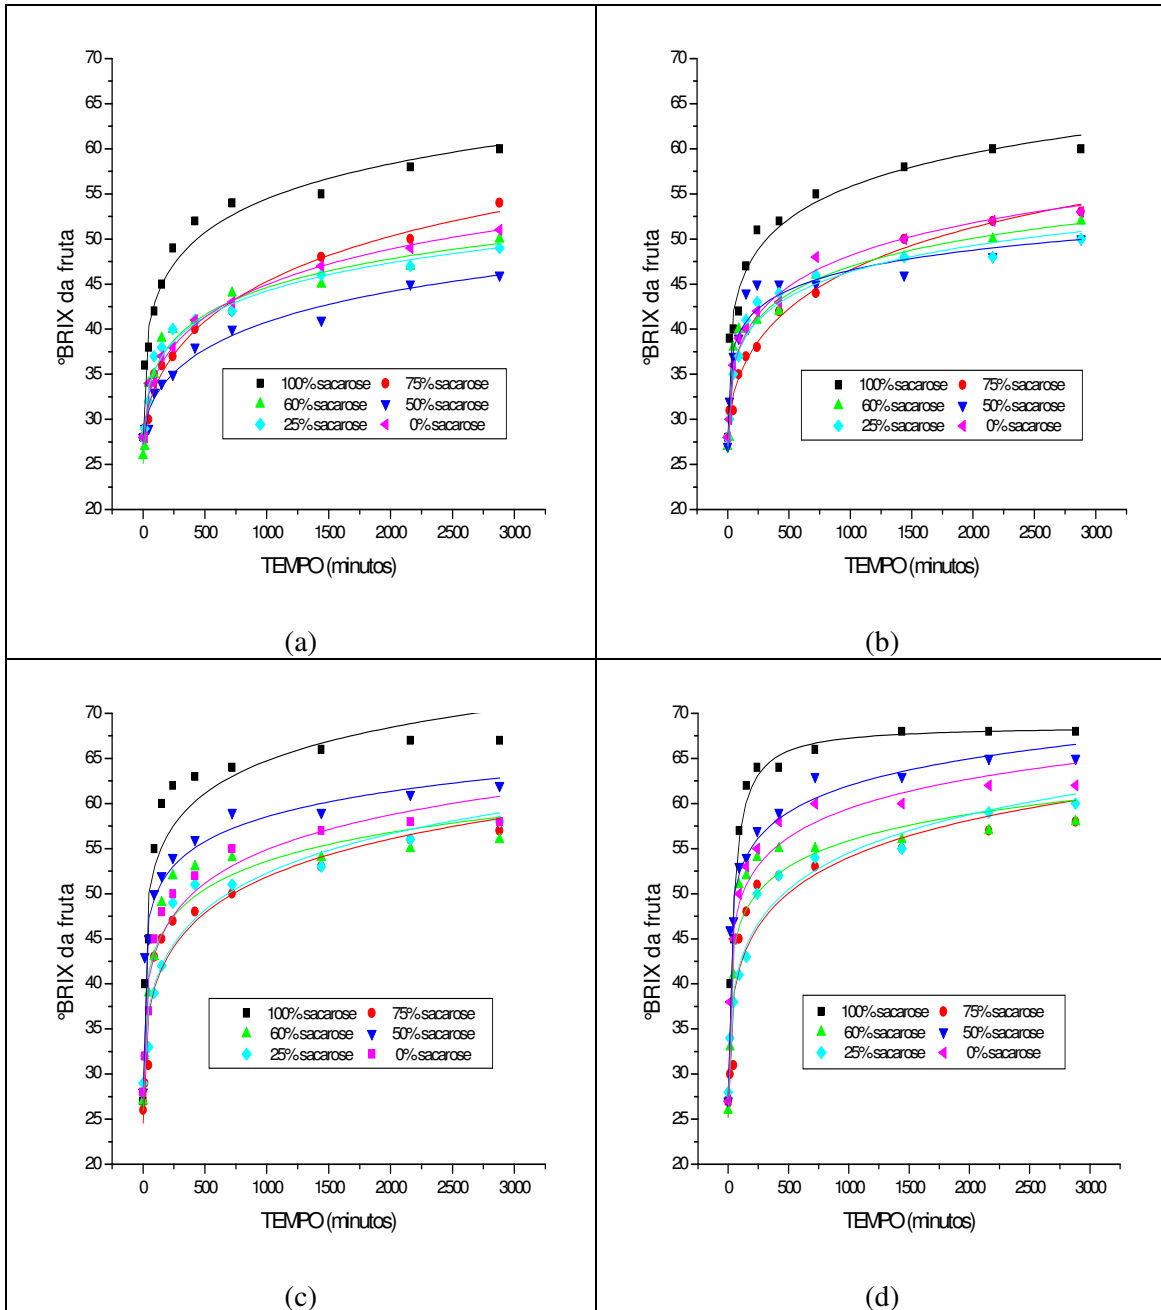 70
65
60
55
50
45
40
35
30
25
20
ºBRIX da fruta
100%sacarose 75%sacarose
60%sacarose 50%sacarose
25%sacarose 0%sacarose
0 500 1000 1500 2000 2500 3000
TEMPO (minutos)
(a)
70
65
60
55
50
45
40
35
30
25
20
ºBRIX da fruta
100%sacarose 75%sacarose
60%sacarose 50%sacarose
25%sacarose 0%sacarose
0 500 1000 1500 2000 2500 3000
TEMPO (minutos)
(b)
70
65
60
55
50
45
40
35
30
25
20
ºBRIX da fruta
100%sacarose 75%sacarose
60%sacarose 50%sacarose
25%sacarose 0%sacarose
0 500 1000 1500 2000 2500 3000
TEMPO (minutos)
(c)
70
65
60
55
50
45
40
35
30
25
20
ºBRIX da fruta
100%sacarose 75%sacarose
60%sacarose 50%sacarose
25%sacarose 0%sacarose
0 500 1000 1500 2000 2500 3000
TEMPO (minutos)
(d)